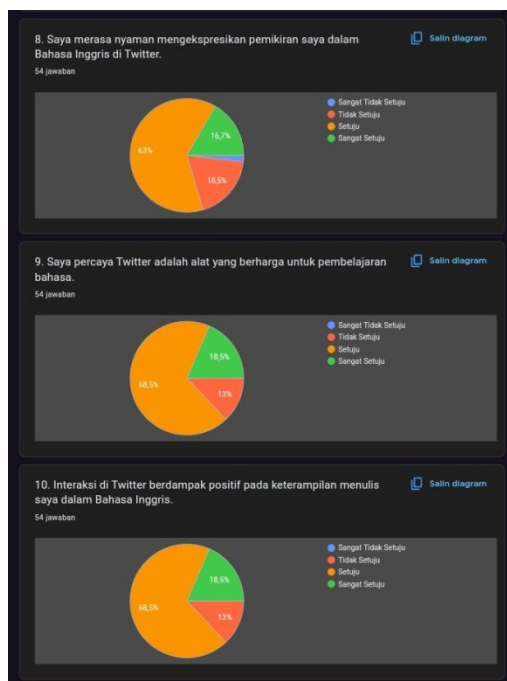 8. Saya merasa nyaman mengekspresikan pemikiran saya dalam
Bahasa Inggris di Twitter.
Salin diagram
54 jawaban
Sangat Tidak Setuju
Tidak Setuju
Setuju
Sangat Setuju
63%
16,7%
18,5%
9. Saya percaya Twitter adalah alat yang berharga untuk pembelajaran
bahasa.
Salin diagram
54 jawaban
Sangat Tidak Setuju
Tidak Setuju
Setuju
Sangat Setuju
18,5%
68,5%
13%
10. Interaksi di Twitter berdampak positif pada keterampilan menulis
saya dalam Bahasa Inggris.
Salin diagram
54 jawaban
Sangat Tidak Setuju
Tidak Setuju
Setuju
Sangat Setuju
18,5%
68,5%
13%